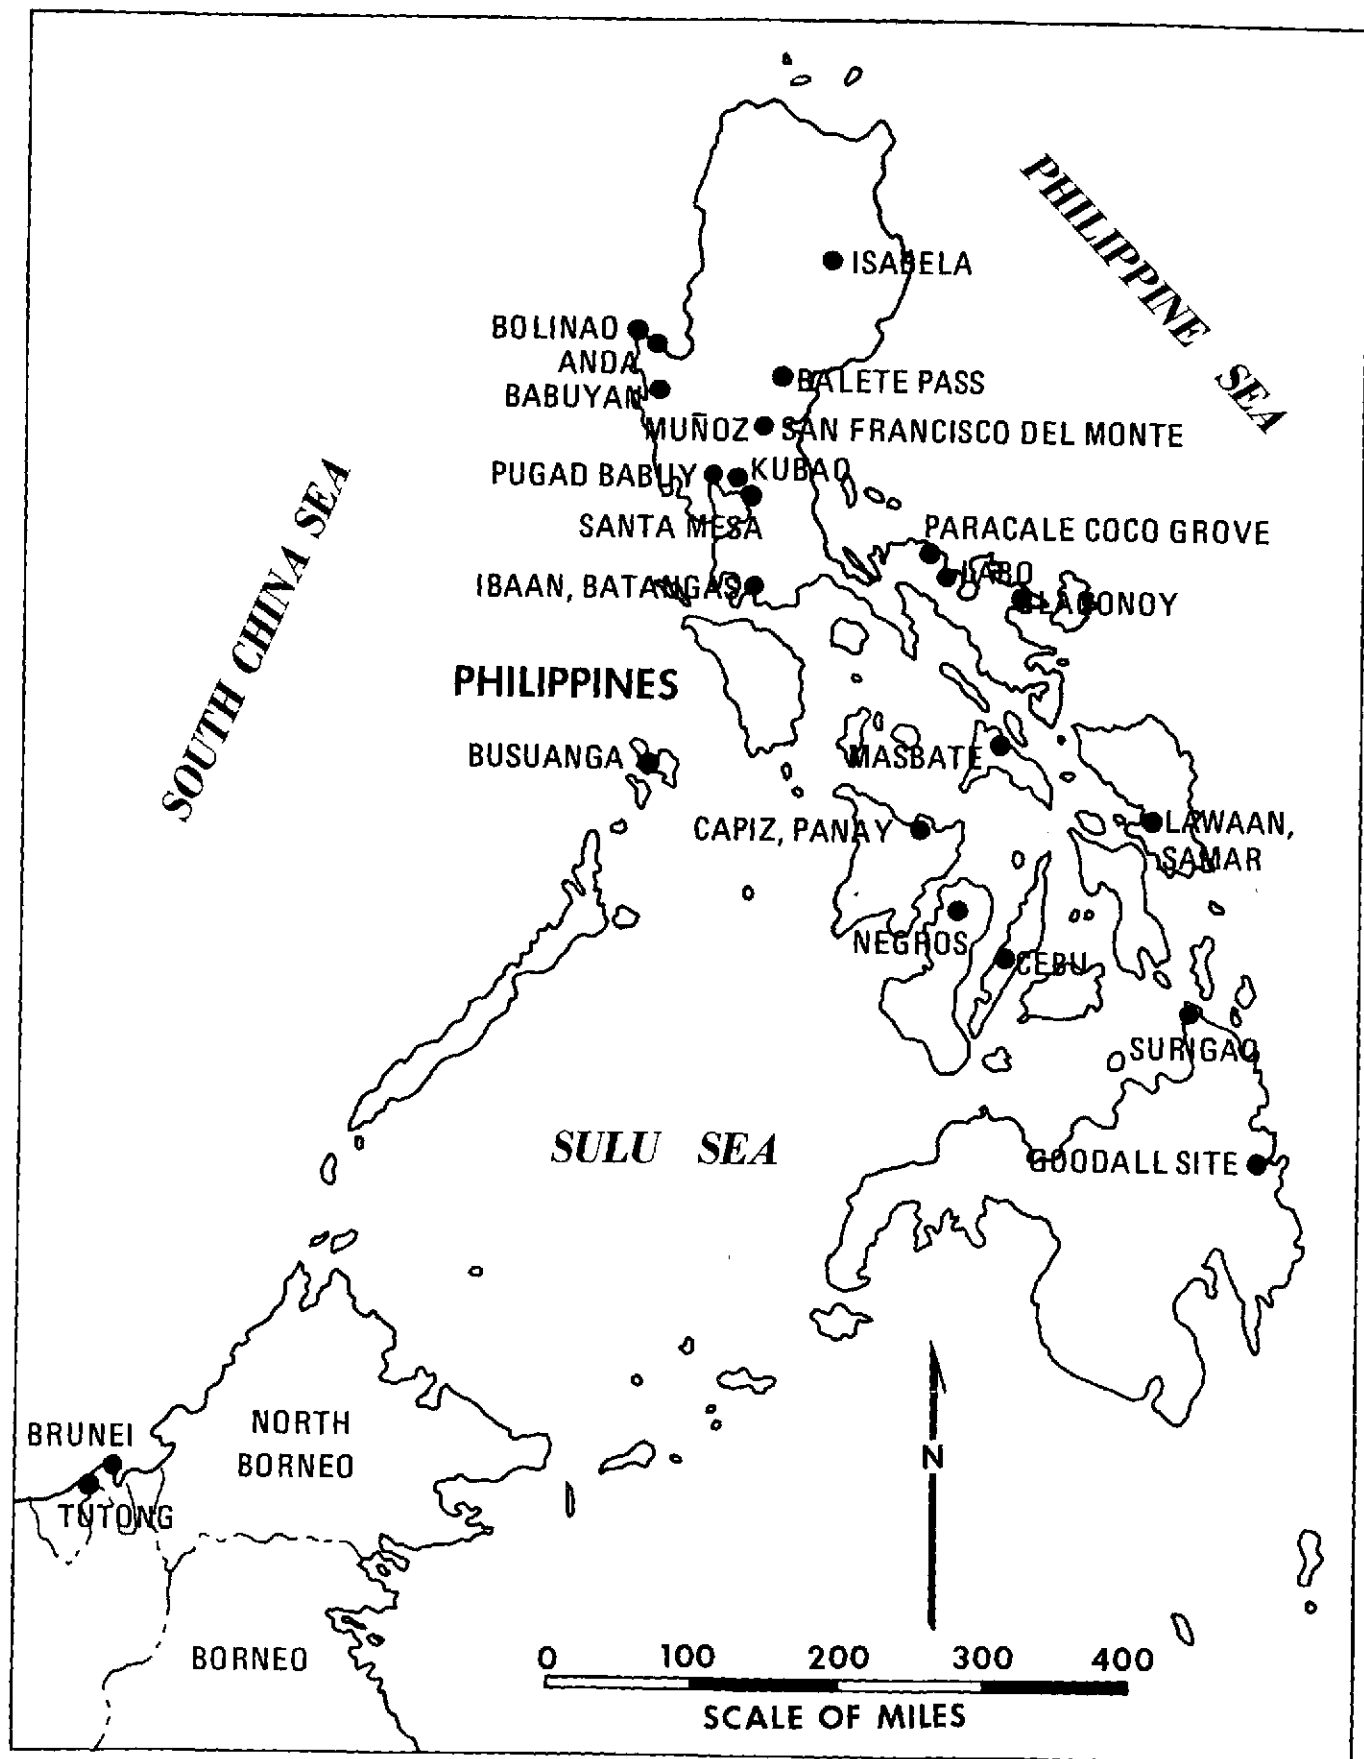 PHILIPPINE SEA
ISABELA
BOLINAO
ANDA
BALETE PASS
BABUYAN
MUÑOZ
SAN FRANCISCO DEL MONTE
PUGAD BABUY
KUBAO
SANTA MESA
PARACALE COCO GROVE
LABO
IBAAN, BATANGAS
LAGONOY
SOUTH CHINA SEA
PHILIPPINES
BUSUANGA
MASBATE
CAPIZ, PANAY
LAWAAN,
SAMAR
NEGROS
CEBU
SURIGAO
SULU SEA
GOODALL SITE
BRUNEI
NORTH
BORNEO
TUTONG
N
BORNEO
0 100 200 300 400
SCALE OF MILES